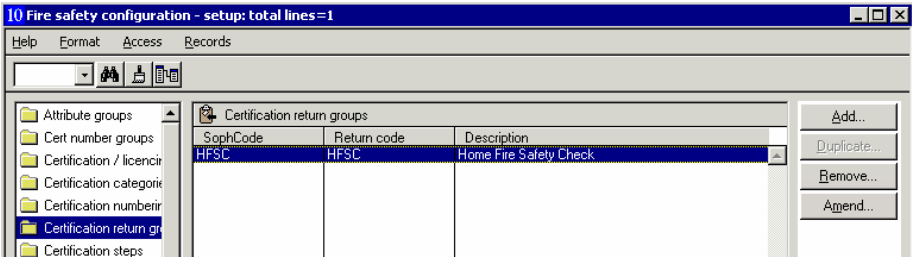 10 Fire safety configuration - setup: total lines=1
Help Format Access Records
Attribute groups
Cert number groups
Certification / licencin
Certification categorie
Certification numberin
Certification return gr
Certification steps
Certification return groups
SophCode Return code Description
HFSC HFSC Home Fire Safety Check
Add...
Duplicate...
Remove...
Amend...